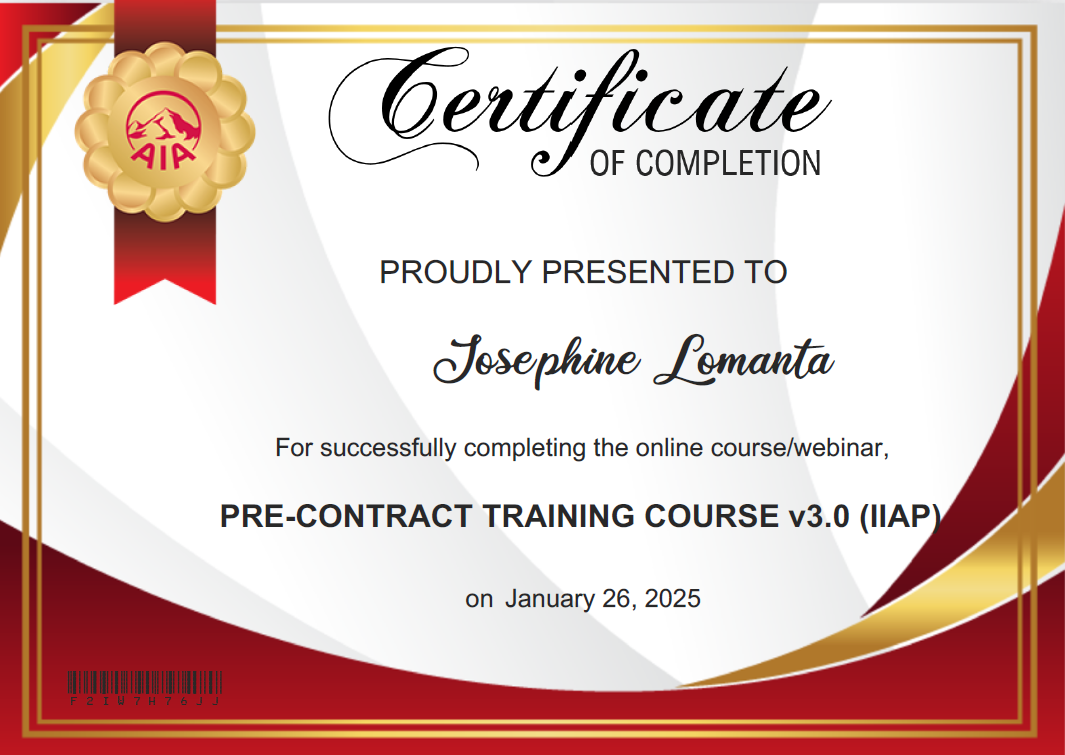 Certificate
OF COMPLETION
AIA
PROUDLY PRESENTED TO
Josephine Lomanta
For successfully completing the online course/webinar,
PRE-CONTRACT TRAINING COURSE v3.0 (IIAP)
on January 26, 2025
F2IW7H76JJ